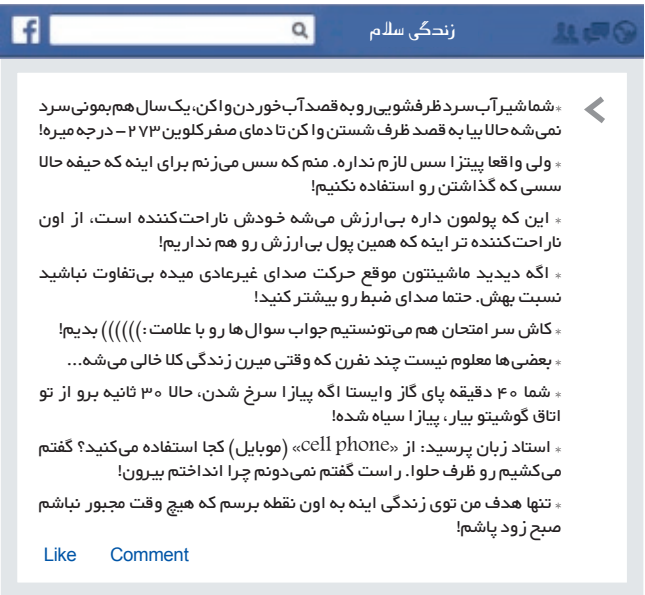 زندگی سلام
* شما شیر آب سرد ظرفشویی رو به قصد آب خوردن وا کن، یک سال هم بمونی سرد
نمی شه حالا بیا به قصد ظرف شستن وا کن تا دمای صفر کلوین ۲۷۳- درجه میره!
* ولی واقعا پیتزا سس لازم نداره. منم که سس می‌زنم برای اینه که حیفه حالا
سسی که گذاشتن رو استفاده نکنیم!
* این که پولمون داره بی‌ارزش می‌شه خودش ناراحت‌کننده است، از اون
ناراحت‌کننده تر اینه که همین پول بی‌ارزش رو هم نداریم!
* اگه دیدید ماشینتون موقع حرکت صدای غیرعادی میده بی‌تفاوت نباشید
نسبت بهش. حتما صدای ضبط رو بیشتر کنید!
* کاش سر امتحان هم می‌تونستیم جواب سوال‌ها رو با علامت :)))))) بدیم!
* بعضی‌ها معلوم نیست چند نفرن که وقتی میرن زندگی کلا خالی می‌شه...
* شما ۴۰ دقیقه پای گاز وایستا اگه پیازا سرخ شدن، حالا ۳۰ ثانیه برو از تو
اتاق گوشیتو بیار، پیازا سیاه شده!
* استاد زبان پرسید: از «cell phone» (موبایل) کجا استفاده می‌کنید؟ گفتم
می‌کشیم رو ظرف حلوا. راست گفتم نمی‌دونم چرا انداختم بیرون!
* تنها هدف من توی زندگی اینه به اون نقطه برسم که هیچ وقت مجبور نباشم
صبح زود پاشم!
Like Comment